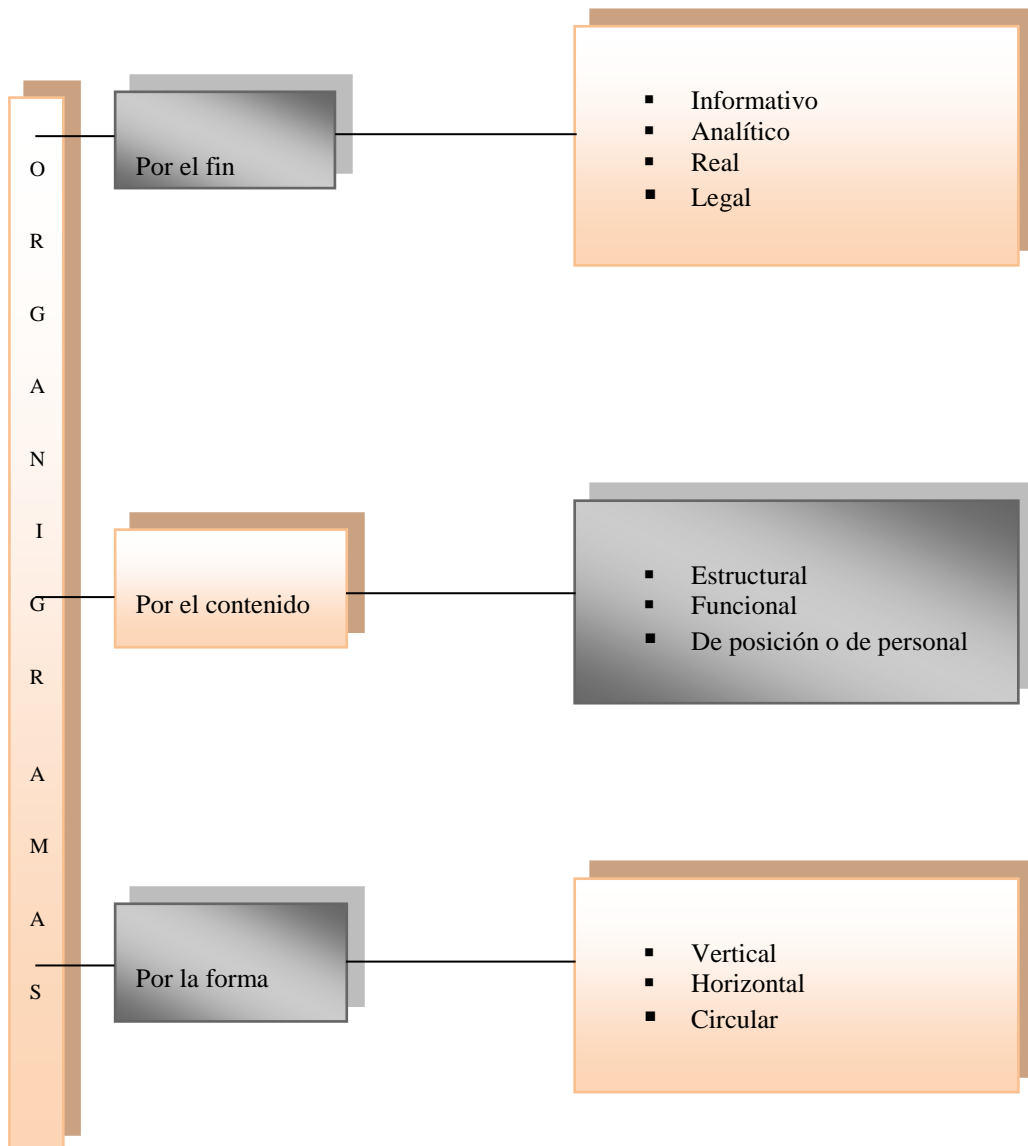 ORGANIGRAMAS
Por el fin
▪ Informativo
▪ Analítico
▪ Real
▪ Legal
Por el contenido
▪ Estructural
▪ Funcional
▪ De posición o de personal
Por la forma
▪ Vertical
▪ Horizontal
▪ Circular